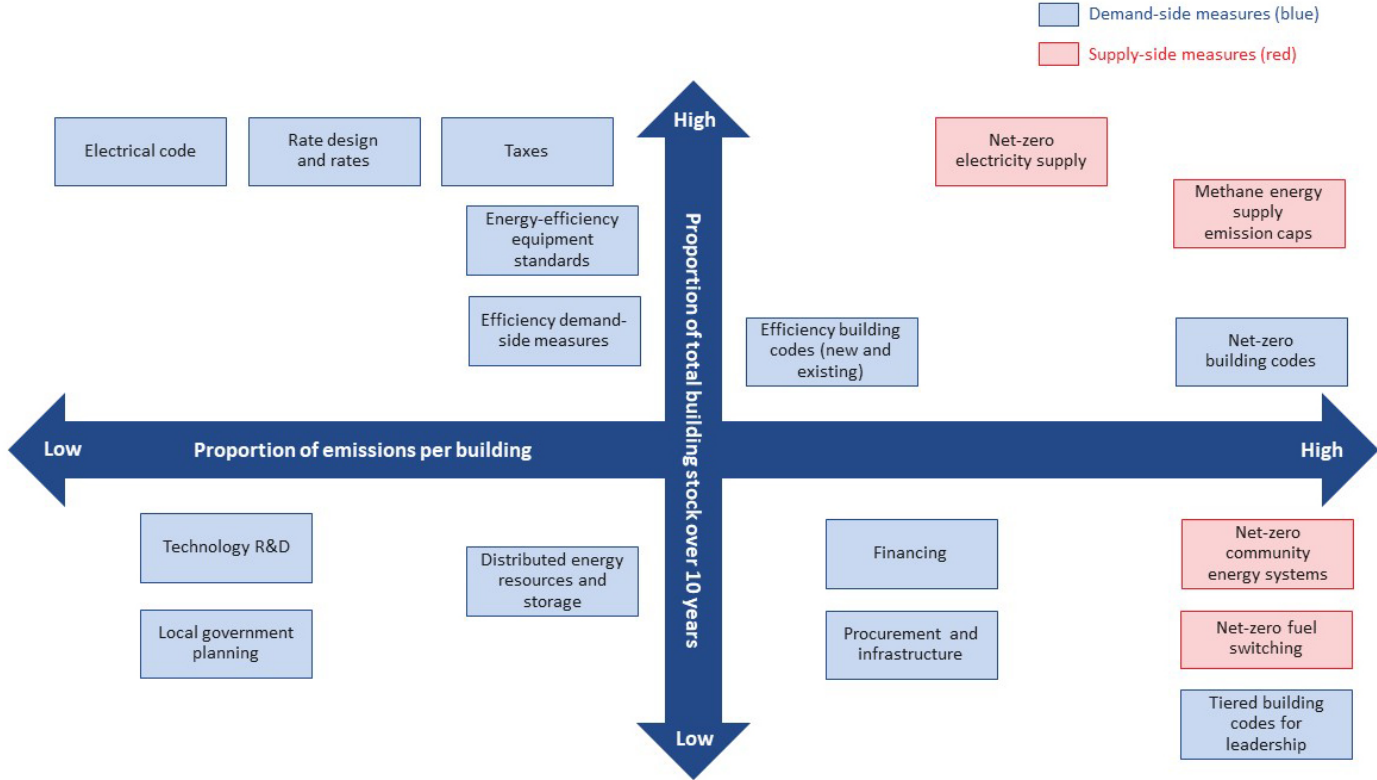 Demand-side measures (blue)
Supply-side measures (red)
High
Electrical code
Rate design
and rates
Taxes
Net-zero
electricity supply
Methane energy
supply
emission caps
Energy-efficiency
equipment
standards
Efficiency demand-
side measures
Efficiency building
codes (new and
existing)
Net-zero
building codes
Proportion of total building stock over 10 years
Low
Proportion of emissions per building
High
Technology R&D
Distributed energy
resources and
storage
Financing
Net-zero
community
energy systems
Local government
planning
Procurement and
infrastructure
Net-zero fuel
switching
Tiered building
codes for
leadership
Low